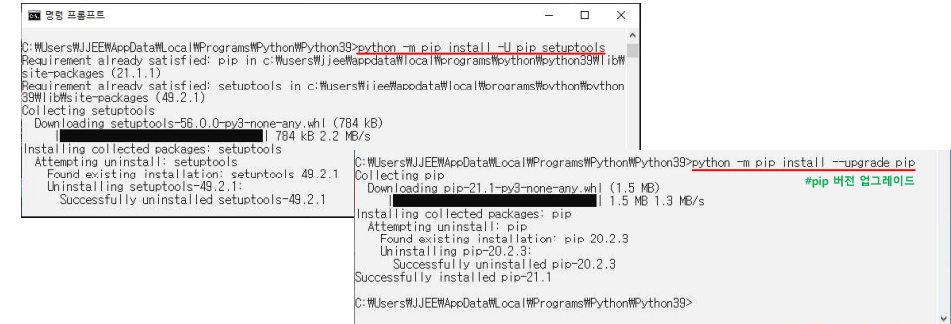 명령 프롬프트
C:₩Users₩JJEE₩AppData₩Local₩Programs₩Python₩Python39>python -m pip install -U pip setuptools
Requirement already satisfied: pip in c:₩users₩jjee₩appdata₩local₩programs₩python₩python39₩lib₩
site-packages (21.1.1)
Requirement already satisfied: setuptools in c:₩users₩jjee₩appdata₩local₩programs₩python₩python
39₩lib₩site-packages (49.2.1)
Collecting setuptools
Downloading setuptools-56.0.0-py3-none-any.whl (784 kB)
| 784 kB 2.2 MB/s
Installing collected packages: setuptools
Attempting uninstall: setuptools
Found existing installation: setuptools 49.2.1
Uninstalling setuptools-49.2.1:
Successfully uninstalled setuptools-49.2.1
C:₩Users₩JJEE₩AppData₩Local₩Programs₩Python₩Python39>python -m pip install --upgrade pip
Collecting pip
#pip 버전 업그레이드
Downloading pip-21.1-py3-none-any.whl (1.5 MB)
| 1.5 MB 1.3 MB/s
Installing collected packages: pip
Attempting uninstall: pip
Found existing installation: pip 20.2.3
Uninstalling pip-20.2.3:
Successfully uninstalled pip-20.2.3
Successfully installed pip-21.1
C:₩Users₩JJEE₩AppData₩Local₩Programs₩Python₩Python39>